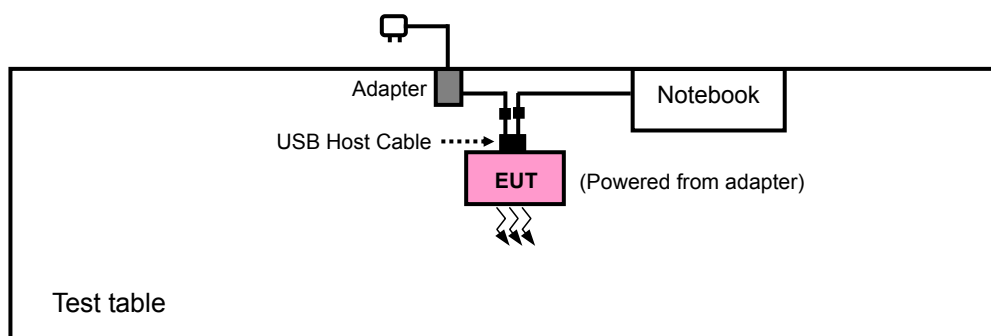 Adapter
Notebook
USB Host Cable
EUT
(Powered from adapter)
Test table